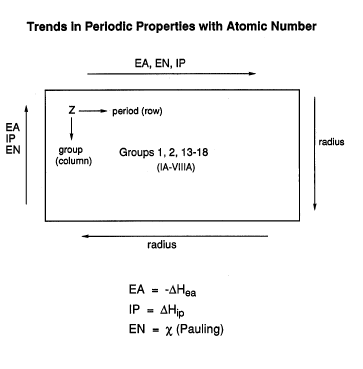 Trends in Periodic Properties with Atomic Number
EA, EN, IP
Z
period (row)
EA
IP
EN
group
(column)
Groups 1, 2, 13-18
(IA-VIIIA)
radius
radius
EA = -ΔHea
IP = ΔHip
EN = χ (Pauling)